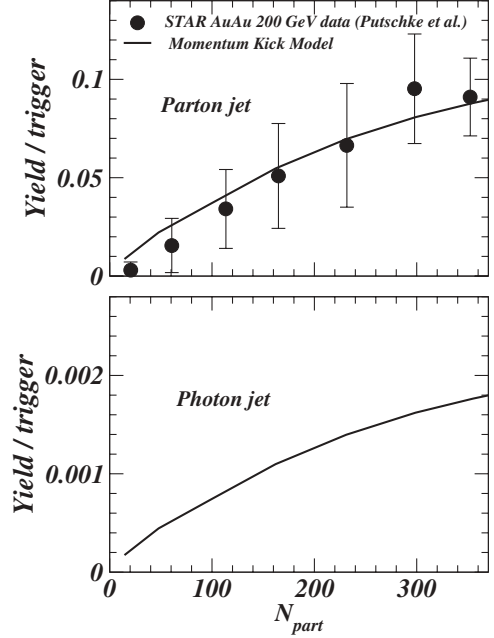 STAR AuAu 200 GeV data (Putschke et al.)
Momentum Kick Model
0.1
Parton jet
0.05
0
Yield / trigger
0.002
Photon jet
0.001
0
Yield / trigger
0 100 200 300
N_part